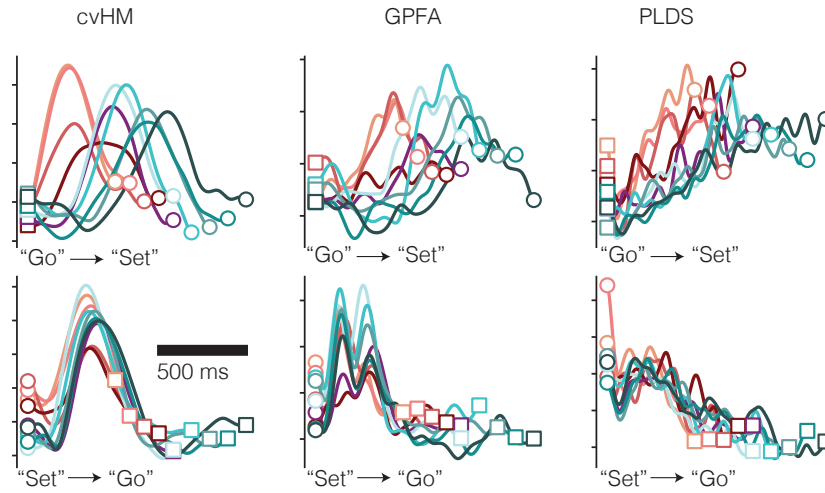 cvHM GPFA PLDS
“Go” → “Set” “Go” → “Set” “Go” → “Set”
500 ms
“Set” → “Go” “Set” → “Go” “Set” → “Go”